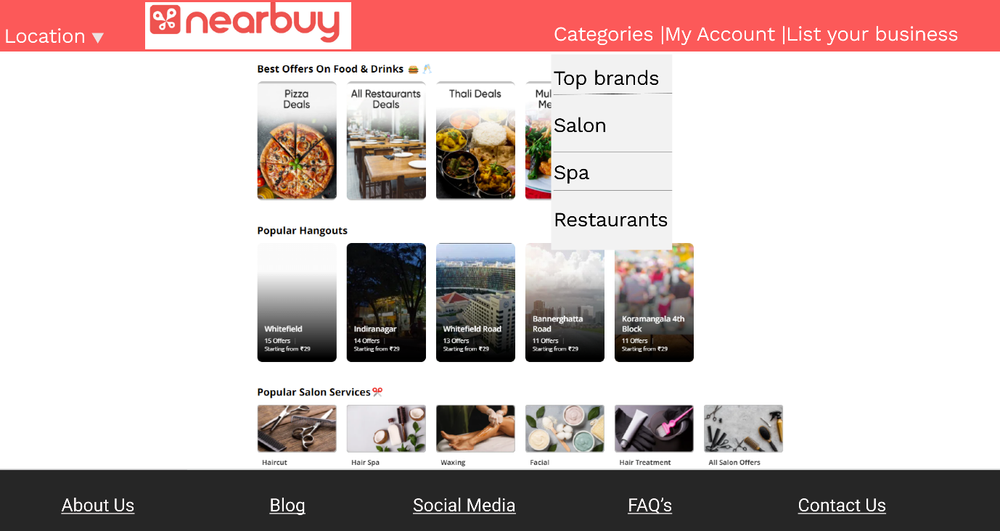 Location ▼
nearbuy
Categories |My Account |List your business
Best Offers On Food & Drinks 🍔 🥂
Pizza
Deals
All Restaurants
Deals
Thali Deals
Top brands
Salon
Spa
Restaurants
Popular Hangouts
Whitefield
15 Offers
Starting from ₹29
Indiranagar
14 Offers
Starting from ₹29
Whitefield Road
13 Offers
Starting from ₹29
Bannerghatta
Road
11 Offers
Starting from ₹29
Koramangala 4th
Block
11 Offers
Starting from ₹29
Popular Salon Services
Haircut
Hair Spa
Waxing
Facial
Hair Treatment
All Salon Offers
About Us
Blog
Social Media
FAQ’s
Contact Us